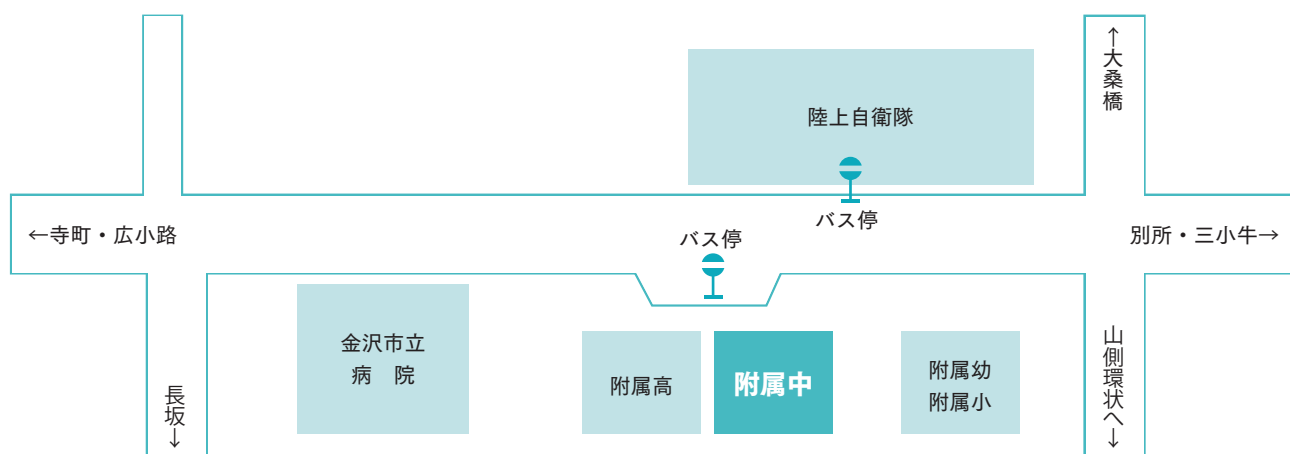 ↑大桑橋
陸上自衛隊
バス停
←寺町・広小路
バス停
別所・三小牛→
金沢市立
病　院
附属高
附属中
附属幼
附属小
長坂↓
山側環状へ↓